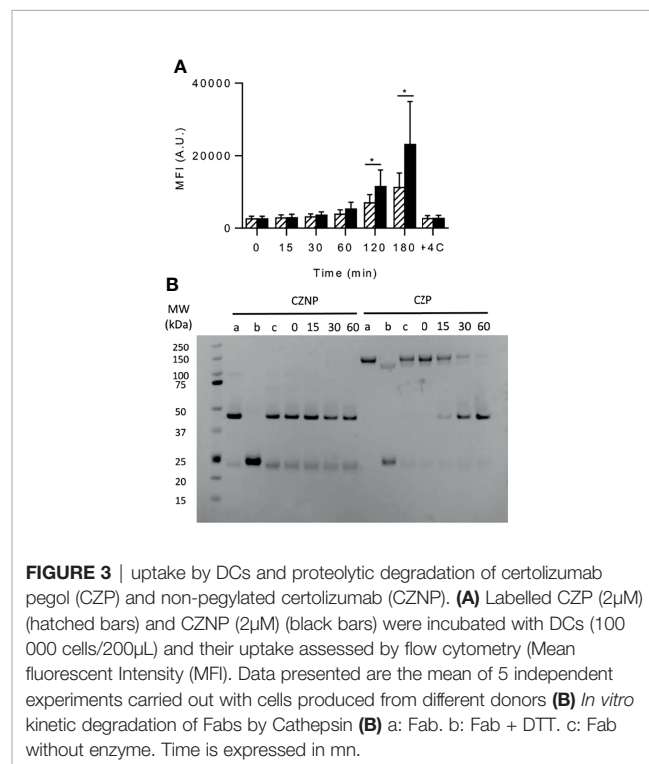 A
40000
20000
0
MFI (A.U.)
* *
0 15 30 60 120 180 +4C
Time (min)
B
MW
(kDa)
CZNP CZP
a b c 0 15 30 60 a b c 0 15 30 60
250
150
100
75
50
37
25
20
15
FIGURE 3 | uptake by DCs and proteolytic degradation of certolizumab
pegol (CZP) and non-pegylated certolizumab (CZNP). (A) Labelled CZP (2µM)
(hatched bars) and CZNP (2µM) (black bars) were incubated with DCs (100
000 cells/200µL) and their uptake assessed by flow cytometry (Mean
fluorescent Intensity (MFI). Data presented are the mean of 5 independent
experiments carried out with cells produced from different donors (B) In vitro
kinetic degradation of Fabs by Cathepsin (B) a: Fab. b: Fab + DTT. c: Fab
without enzyme. Time is expressed in mn.